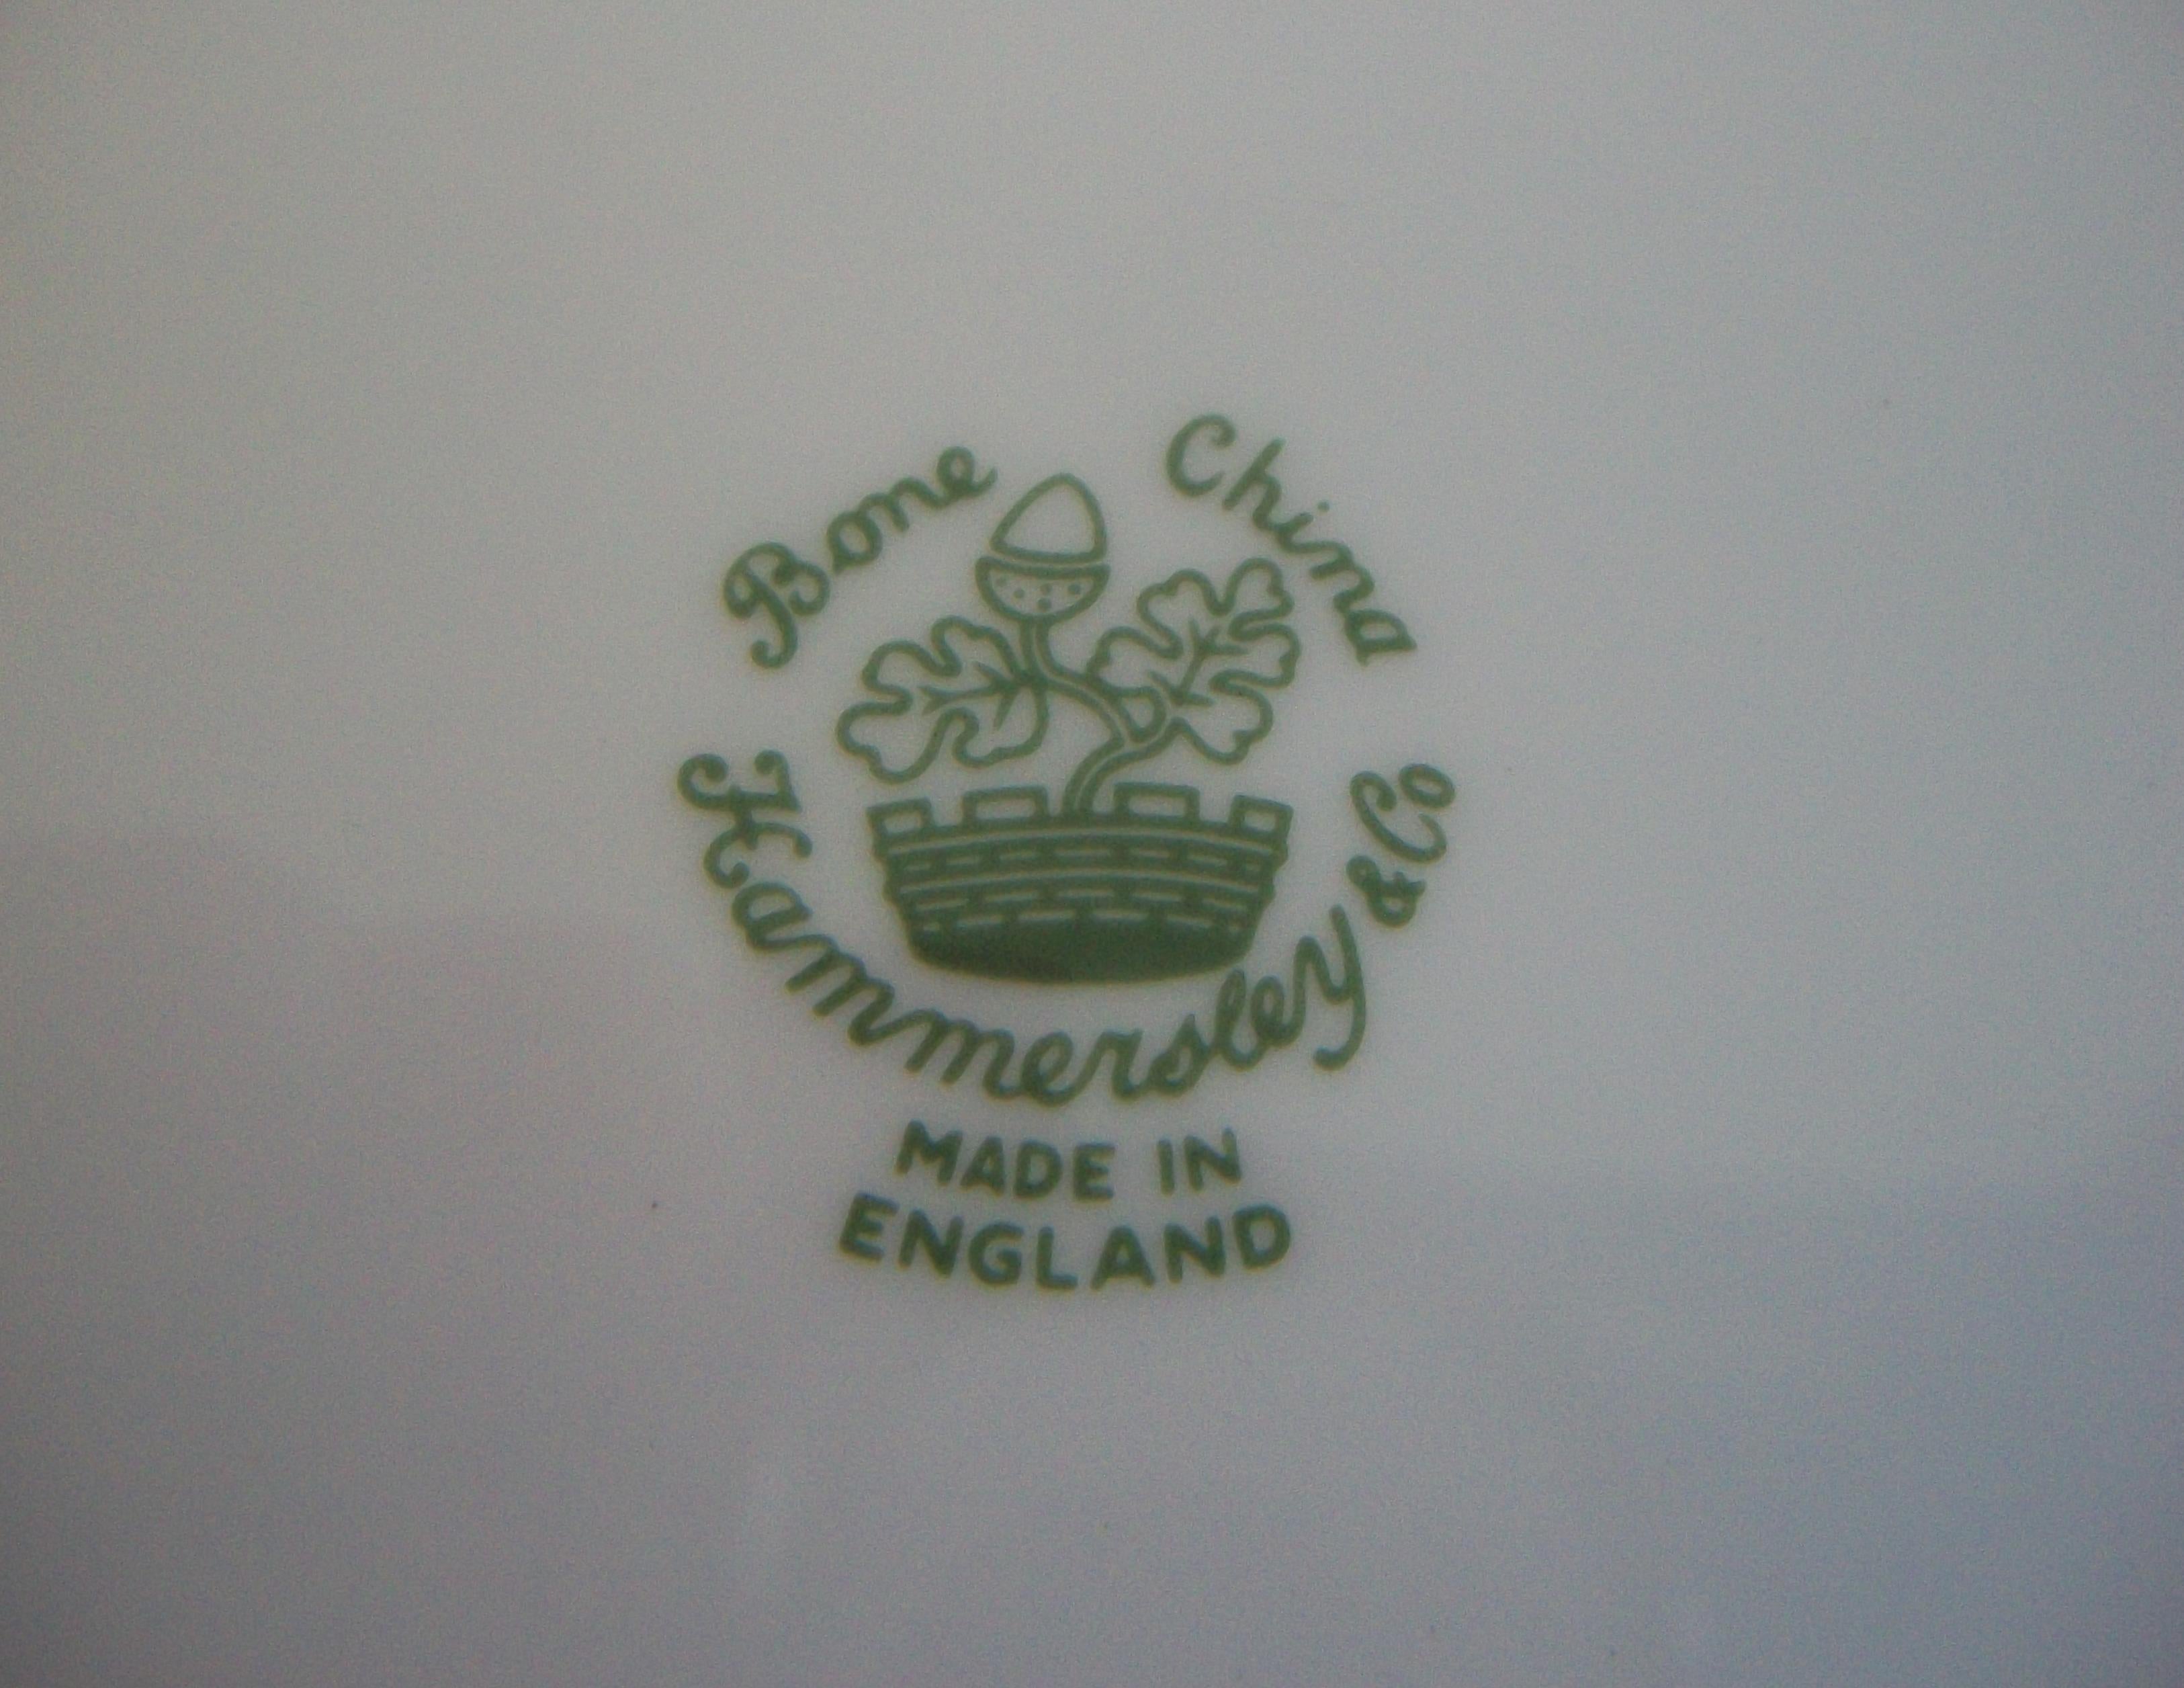 Bone China
Hammersley & Co
MADE IN
ENGLAND